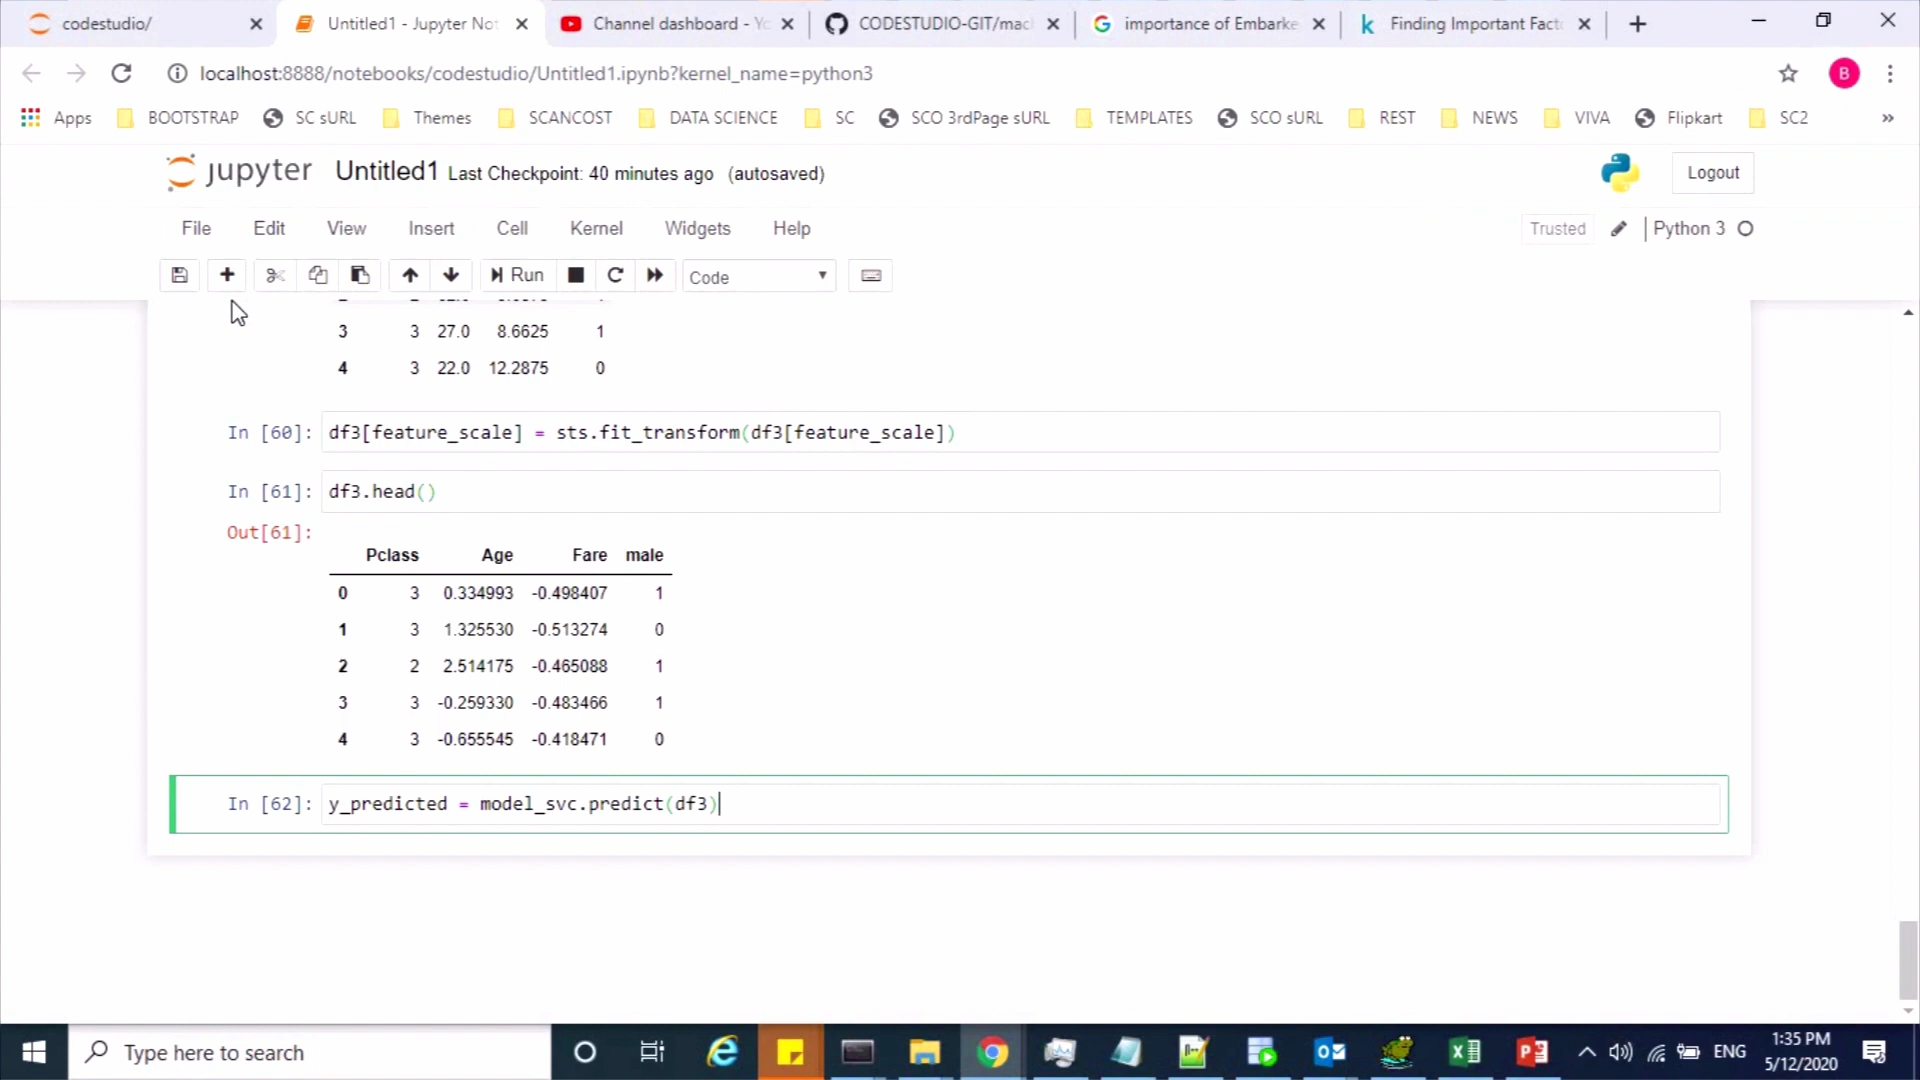 codestudio/
Untitled1 - Jupyter Not
Channel dashboard - Yo
CODESTUDIO-GIT/mac
importance of Embarke
Finding Important Facto
localhost:8888/notebooks/codestudio/Untitled1.ipynb?kernel_name=python3
B
Apps BOOTSTRAP SC sURL Themes SCANCOST DATA SCIENCE SC SCO 3rdPage sURL TEMPLATES SCO sURL REST NEWS VIVA Flipkart SC2 »
jupyter Untitled1 Last Checkpoint: 40 minutes ago (autosaved) Logout
File Edit View Insert Cell Kernel Widgets Help Trusted Python 3
Run Code
3 3 27.0 8.6625 1
4 3 22.0 12.2875 0
In [60]: df3[feature_scale] = sts.fit_transform(df3[feature_scale])
In [61]: df3.head()
Out[61]:
Pclass Age Fare male
0 3 0.334993 -0.498407 1
1 3 1.325530 -0.513274 0
2 2 2.514175 -0.465088 1
3 3 -0.259330 -0.483466 1
4 3 -0.655545 -0.418471 0
In [62]: y_predicted = model_svc.predict(df3)
Type here to search
ENG
1:35 PM
5/12/2020